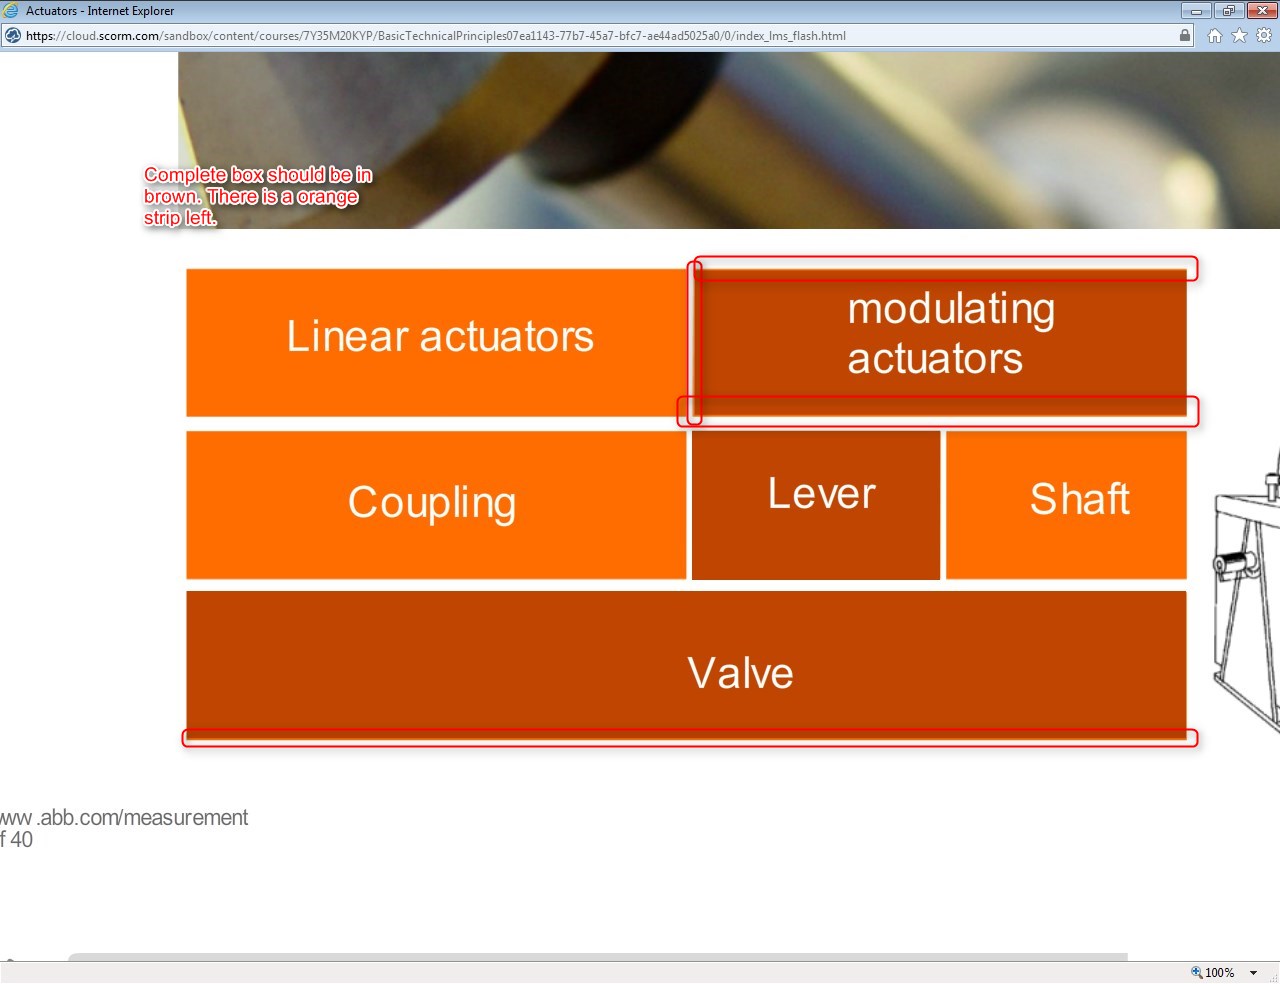 Actuators - Internet Explorer
https://cloud.scorm.com/sandbox/content/courses/7Y35M20KYP/BasicTechnicalPrinciples07ea1143-77b7-45a7-bfc7-ae44ad5025a0/0/index_lms_flash.html
Complete box should be in
brown. There is a orange
strip left.
Linear actuators
modulating
actuators
Coupling
Lever
Shaft
Valve
ww .abb.com/measurement
f 40
100%